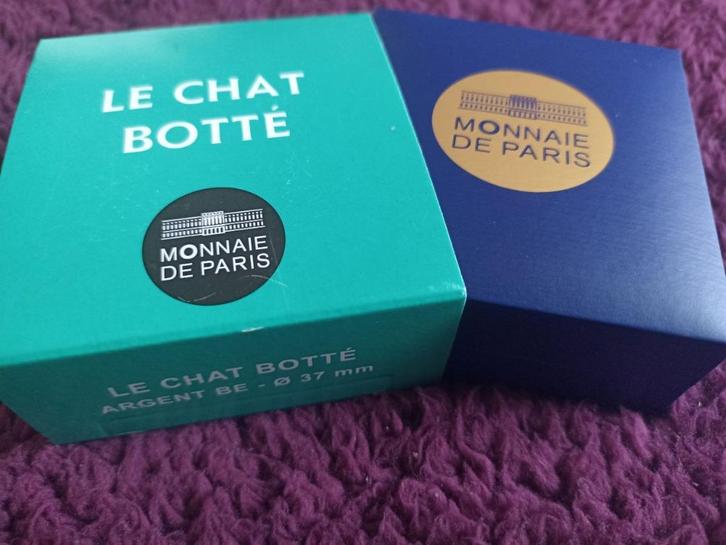 LE CHAT
BOTTÉ
MONNAIE
DE PARIS
LE CHAT BOTTÉ
ARGENT BE - Ø 37 mm
MONNAIE
DE PARIS